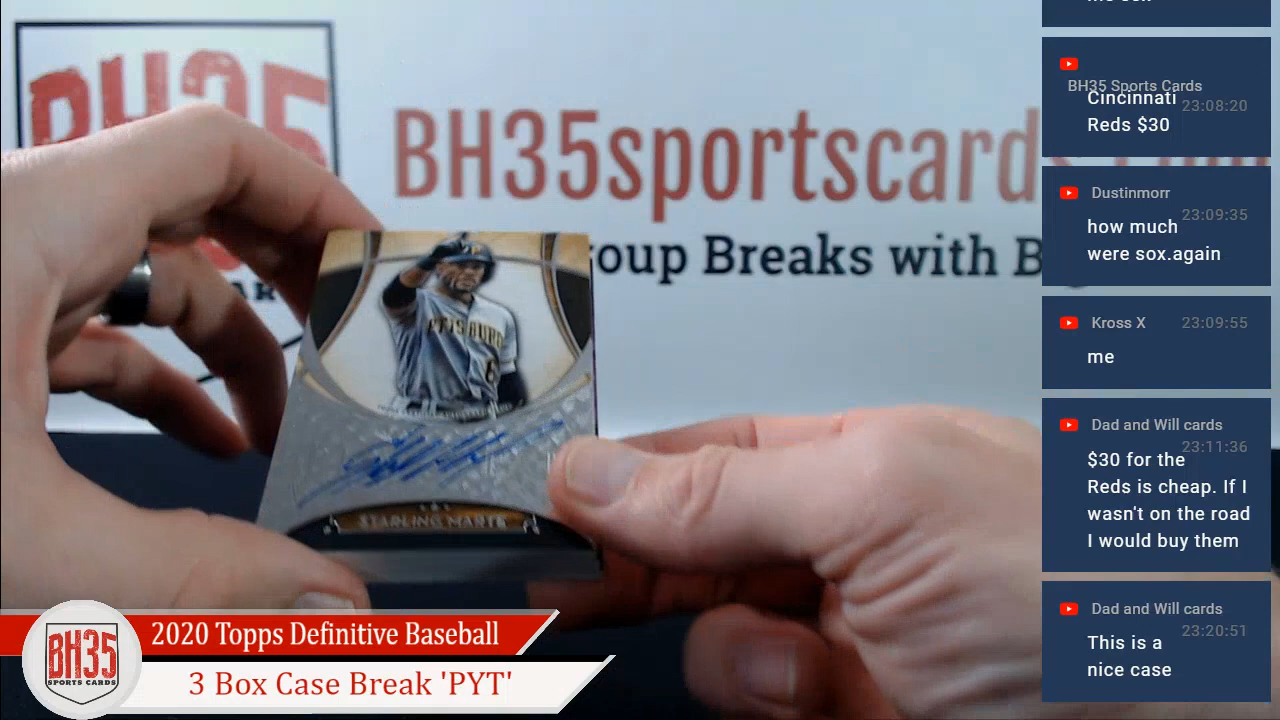 BH35
BH35sportscards
oup Breaks with B
PITTSBURGH
6
STARLING MARTE
2020 Topps Definitive Baseball
3 Box Case Break 'PYT'
BH35
SPORTS CARDS
BH35 Sports Cards
23:08:20
Cincinnati
Reds $30
Dustinmorr
23:09:35
how much
were sox.again
Kross X 23:09:55
me
Dad and Will cards
23:11:36
$30 for the
Reds is cheap. If I
wasn't on the road
I would buy them
Dad and Will cards
23:20:51
This is a
nice case